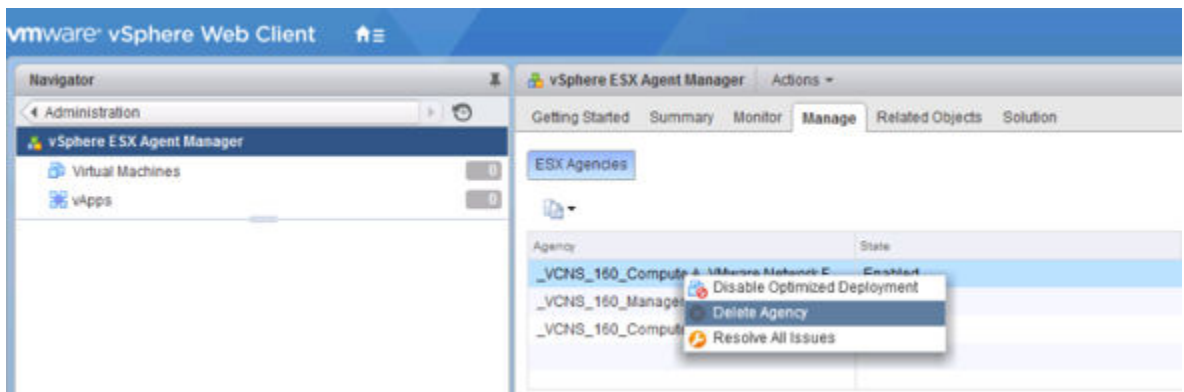 vmware vSphere Web Client
Navigator
Administration
vSphere ESX Agent Manager
Virtual Machines 0
vApps 0
vSphere ESX Agent Manager Actions
Getting Started Summary Monitor Manage Related Objects Solution
ESX Agencies
Agency State
_VCNS_160_Compute A_VMware Network F... Enabled
_VCNS_160_Manage
_VCNS_160_Comput
Disable Optimized Deployment
Delete Agency
Resolve All Issues